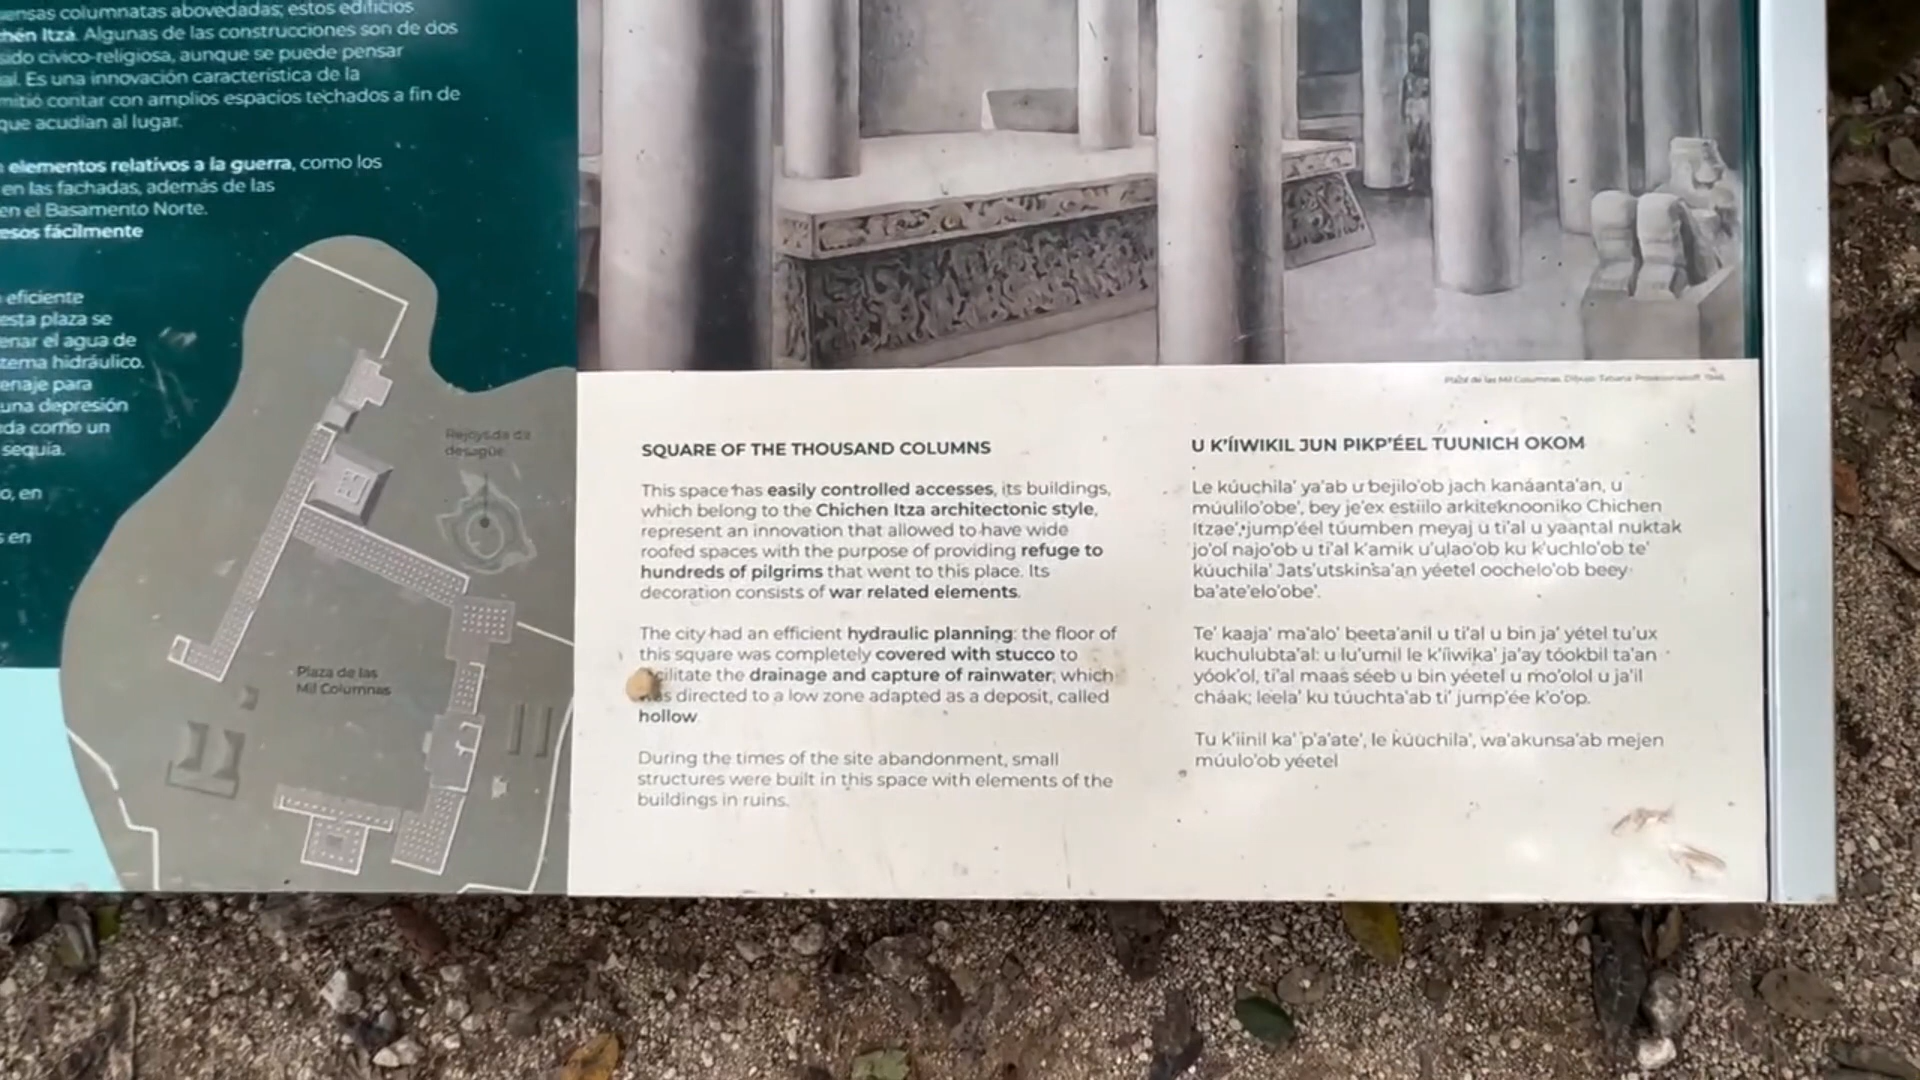 ensas columnatas abovedadas; estos edificios
hén Itzá. Algunas de las construcciones son de dos
sido cívico-religiosa, aunque se puede pensar
al. Es una innovación característica de la
mitió contar con amplios espacios techados a fin de
que acudían al lugar.
elementos relativos a la guerra, como los
en las fachadas, además de las
en el Basamento Norte.
esos fácilmente
eficiente
esta plaza se
enar el agua de
tema hidráulico.
enaje para
una depresión
da como un
sequía.
o, en
s en
Rejoyada de
desagüe
Plaza de las
Mil Columnas
Plaza de las Mil Columnas. Dibujo: Tatiana Proskouriakoff, 1946.
SQUARE OF THE THOUSAND COLUMNS
This space has easily controlled accesses, its buildings,
which belong to the Chichen Itza architectonic style,
represent an innovation that allowed to have wide
roofed spaces with the purpose of providing refuge to
hundreds of pilgrims that went to this place. Its
decoration consists of war related elements.
The city had an efficient hydraulic planning: the floor of
this square was completely covered with stucco to
cilitate the drainage and capture of rainwater, which
was directed to a low zone adapted as a deposit, called
hollow.
During the times of the site abandonment, small
structures were built in this space with elements of the
buildings in ruins.
U K'ÍIWIKIL JUN PIKP'ÉEL TUUNICH OKOM
Le kúuchila' ya'ab u bejilo'ob jach kanáanta'an, u
múulilo'obe', bey je'ex estiilo arkiteknooniko Chichen
Itzae', jump'éel túumben meyaj u ti'al u yaantal nuktak
jo'ol najo'ob u ti'al k'amik u'ulao'ob ku k'uchlo'ob te'
kúuchila' Jats'utskinsa'an yéetel oochelo'ob beey
ba'ate'elo'obe'.
Te' kaaja' ma'alo' beeta'anil u ti'al u bin ja' yétel tu'ux
kuchulubta'al: u lu'umil le k'íiwika' ja'ay tóokbil ta'an
yóok'ol, ti'al maas séeb u bin yéetel u mo'olol u ja'il
cháak; leela' ku túuchta'ab ti' jump'ée k'o'op.
Tu k'iinil ka' p'a'ate', le kúuchila', wa'akunsa'ab mejen
múulo'ob yéetel